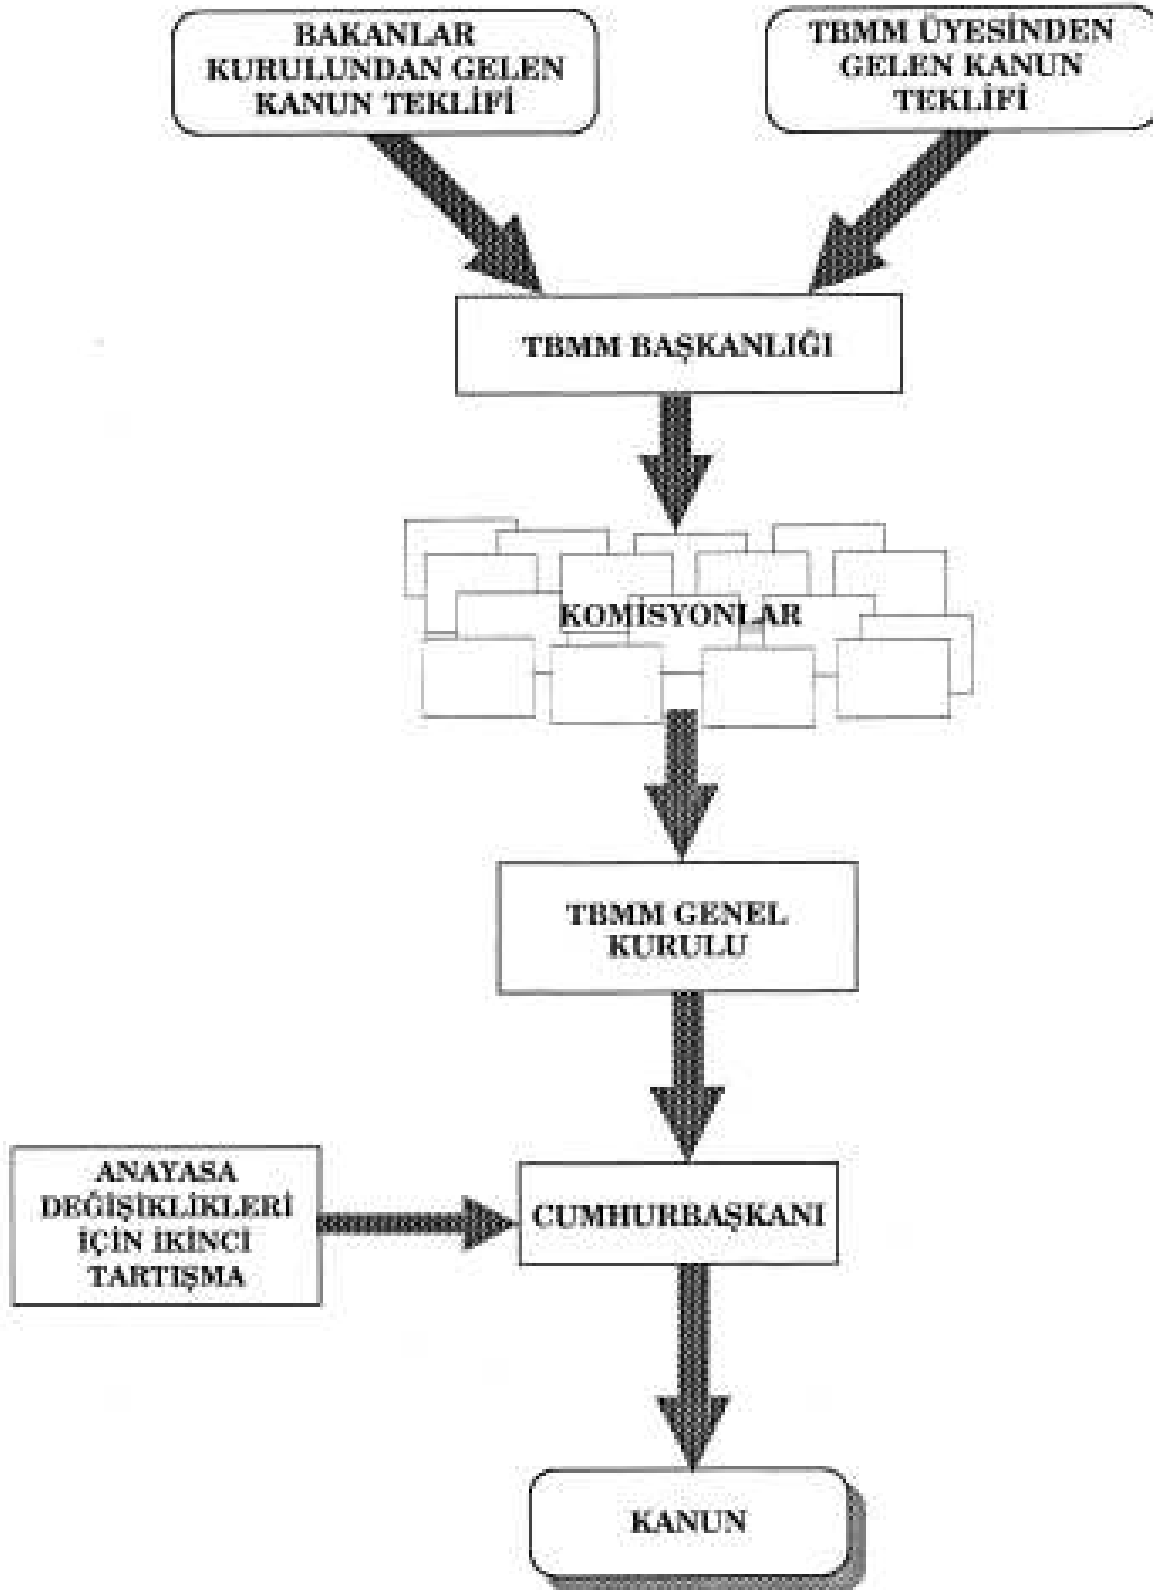 BAKANLAR
KURULUNDAN GELEN
KANUN TEKLİFİ
TBMM ÜYESİNDEN
GELEN KANUN
TEKLİFİ
TBMM BAŞKANLIĞI
KOMİSYONLAR
TBMM GENEL
KURULU
ANAYASA
DEĞİŞİKLİKLERİ
İÇİN İKİNCİ
TARTIŞMA
CUMHURBAŞKANI
KANUN